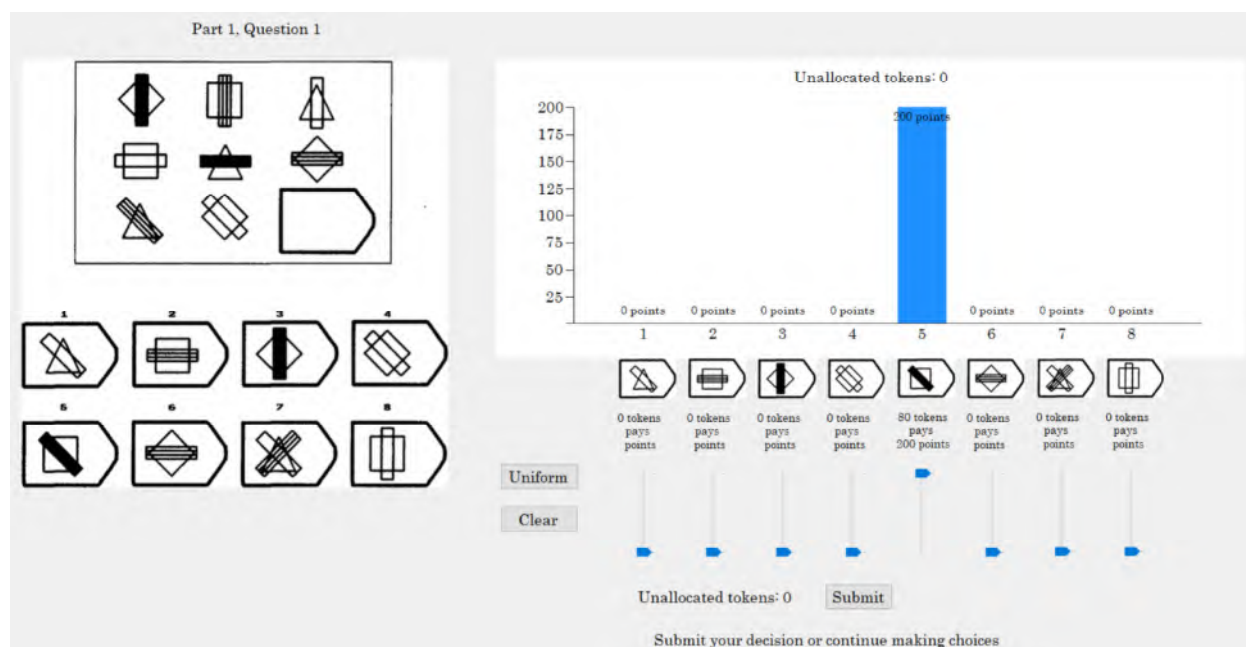 Part 1, Question 1
1 2 3 4
5 6 7 8
Unallocated tokens: 0
200
175
150
125
100
75
50
25
200 points
0 points 0 points 0 points 0 points 0 points 0 points 0 points
1 2 3 4 5 6 7 8
0 tokens 0 tokens 0 tokens 0 tokens 80 tokens 0 tokens 0 tokens 0 tokens
pays pays pays pays pays pays pays pays
points points points points 200 points points points points
Uniform
Clear
Unallocated tokens: 0 Submit
Submit your decision or continue making choices